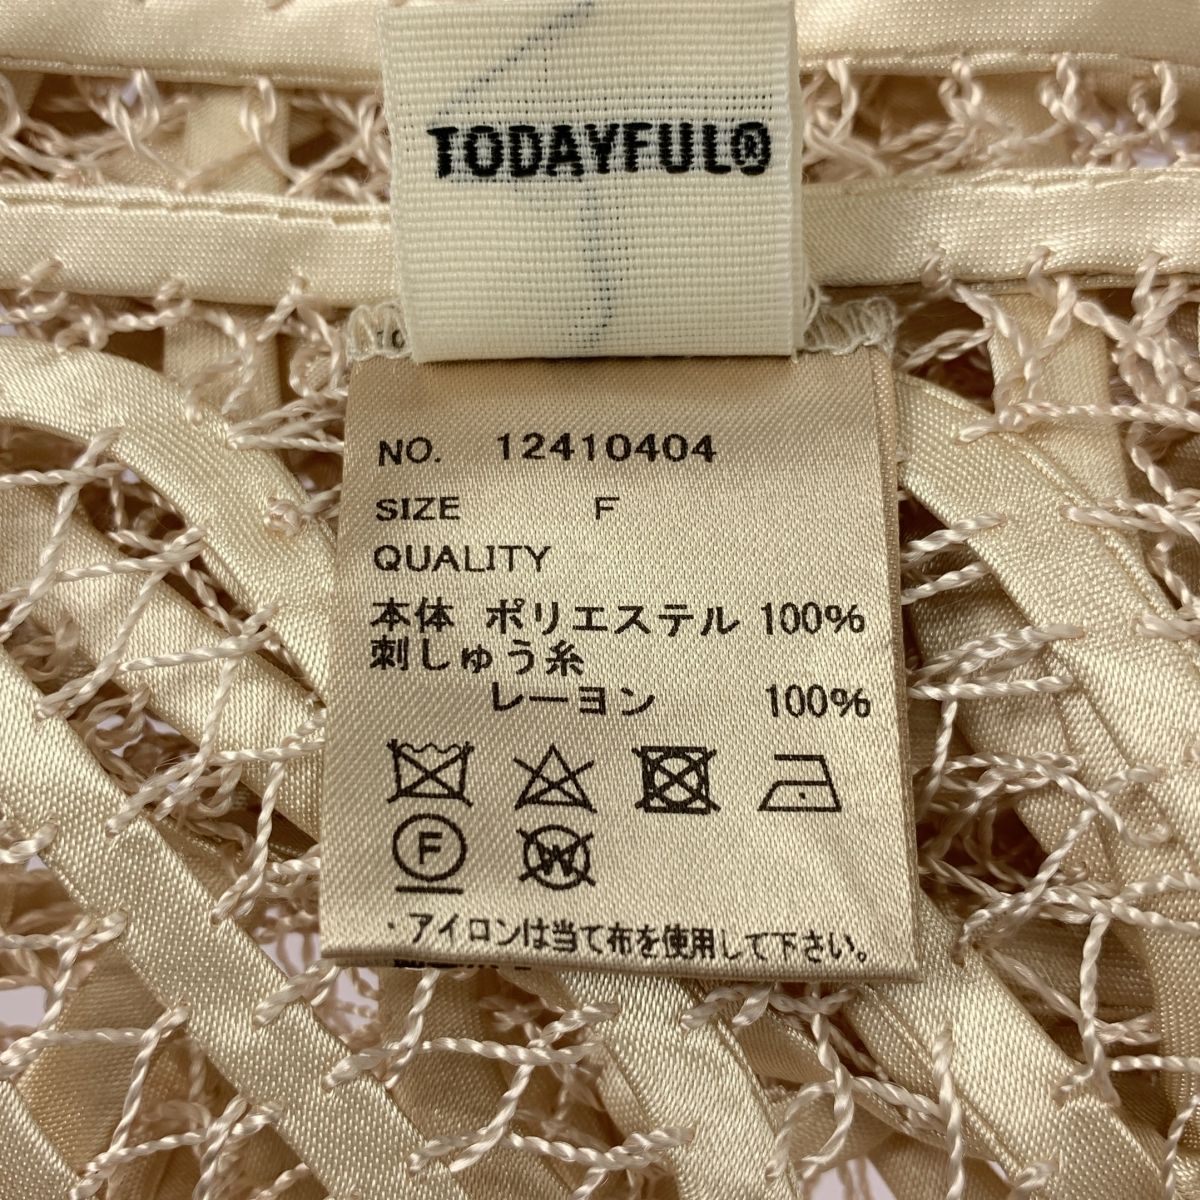 TODAYFUL®
NO. 12410404
SIZE F
QUALITY
本体 ポリエステル 100%
刺しゅう糸
レーヨン 100%
F W
・アイロンは当て布を使用して下さい。